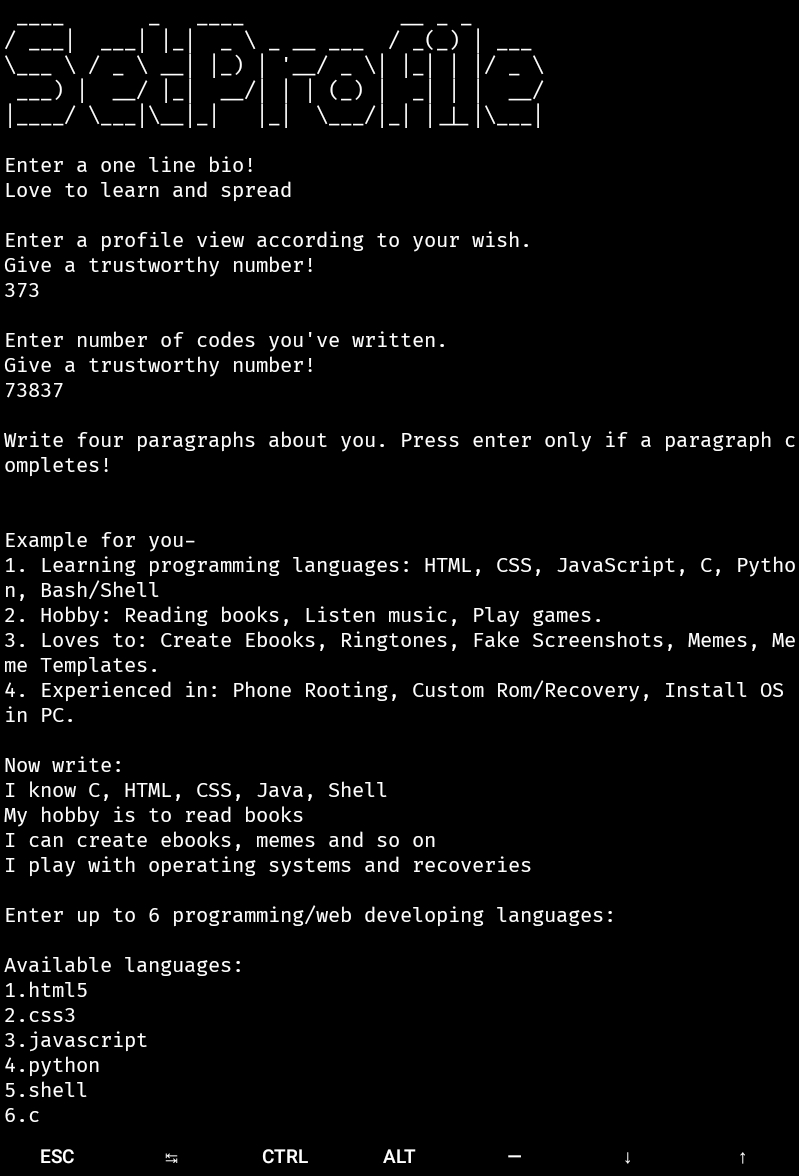 SetProfile
Enter a one line bio!
Love to learn and spread
Enter a profile view according to your wish.
Give a trustworthy number!
373
Enter number of codes you've written.
Give a trustworthy number!
73837
Write four paragraphs about you. Press enter only if a paragraph c
ompletes!
Example for you-
1. Learning programming languages: HTML, CSS, JavaScript, C, Pytho
n, Bash/Shell
2. Hobby: Reading books, Listen music, Play games.
3. Loves to: Create Ebooks, Ringtones, Fake Screenshots, Memes, Me
me Templates.
4. Experienced in: Phone Rooting, Custom Rom/Recovery, Install OS
in PC.
Now write:
I know C, HTML, CSS, Java, Shell
My hobby is to read books
I can create ebooks, memes and so on
I play with operating systems and recoveries
Enter up to 6 programming/web developing languages:
Available languages:
1.html5
2.css3
3.javascript
4.python
5.shell
6.c
ESC ↹ CTRL ALT — ↓ ↑